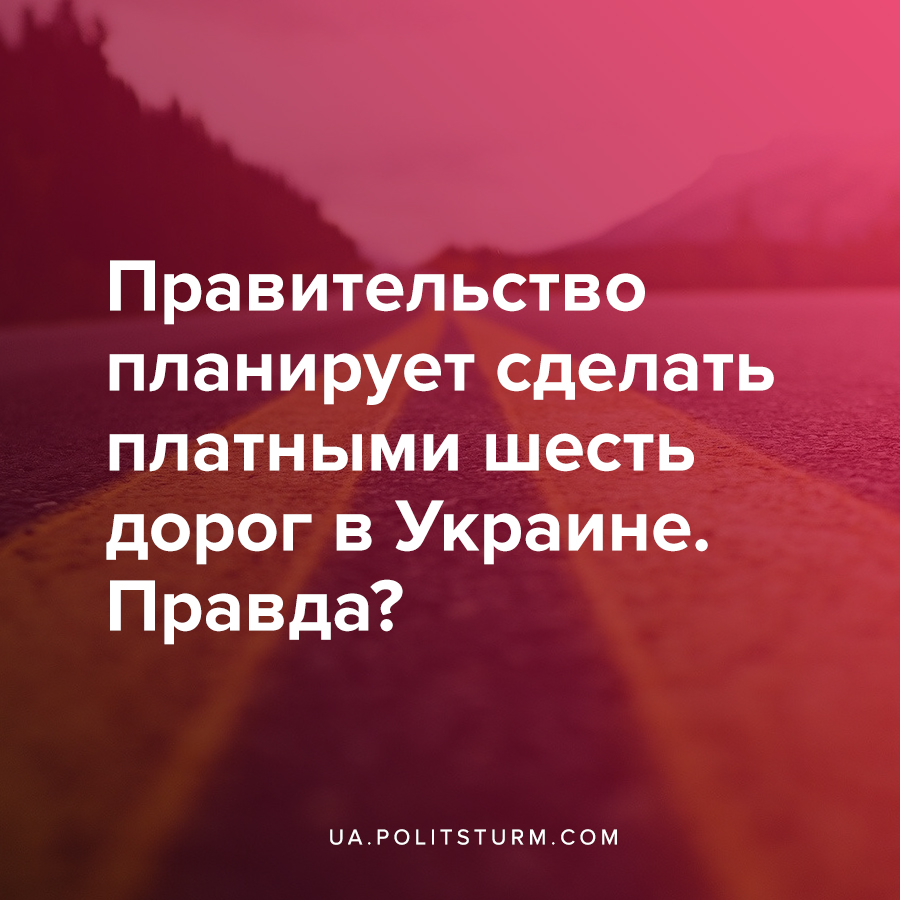 Правительство
планирует сделать
платными шесть
дорог в Украине.
Правда?
UA.POLITSTURM.COM